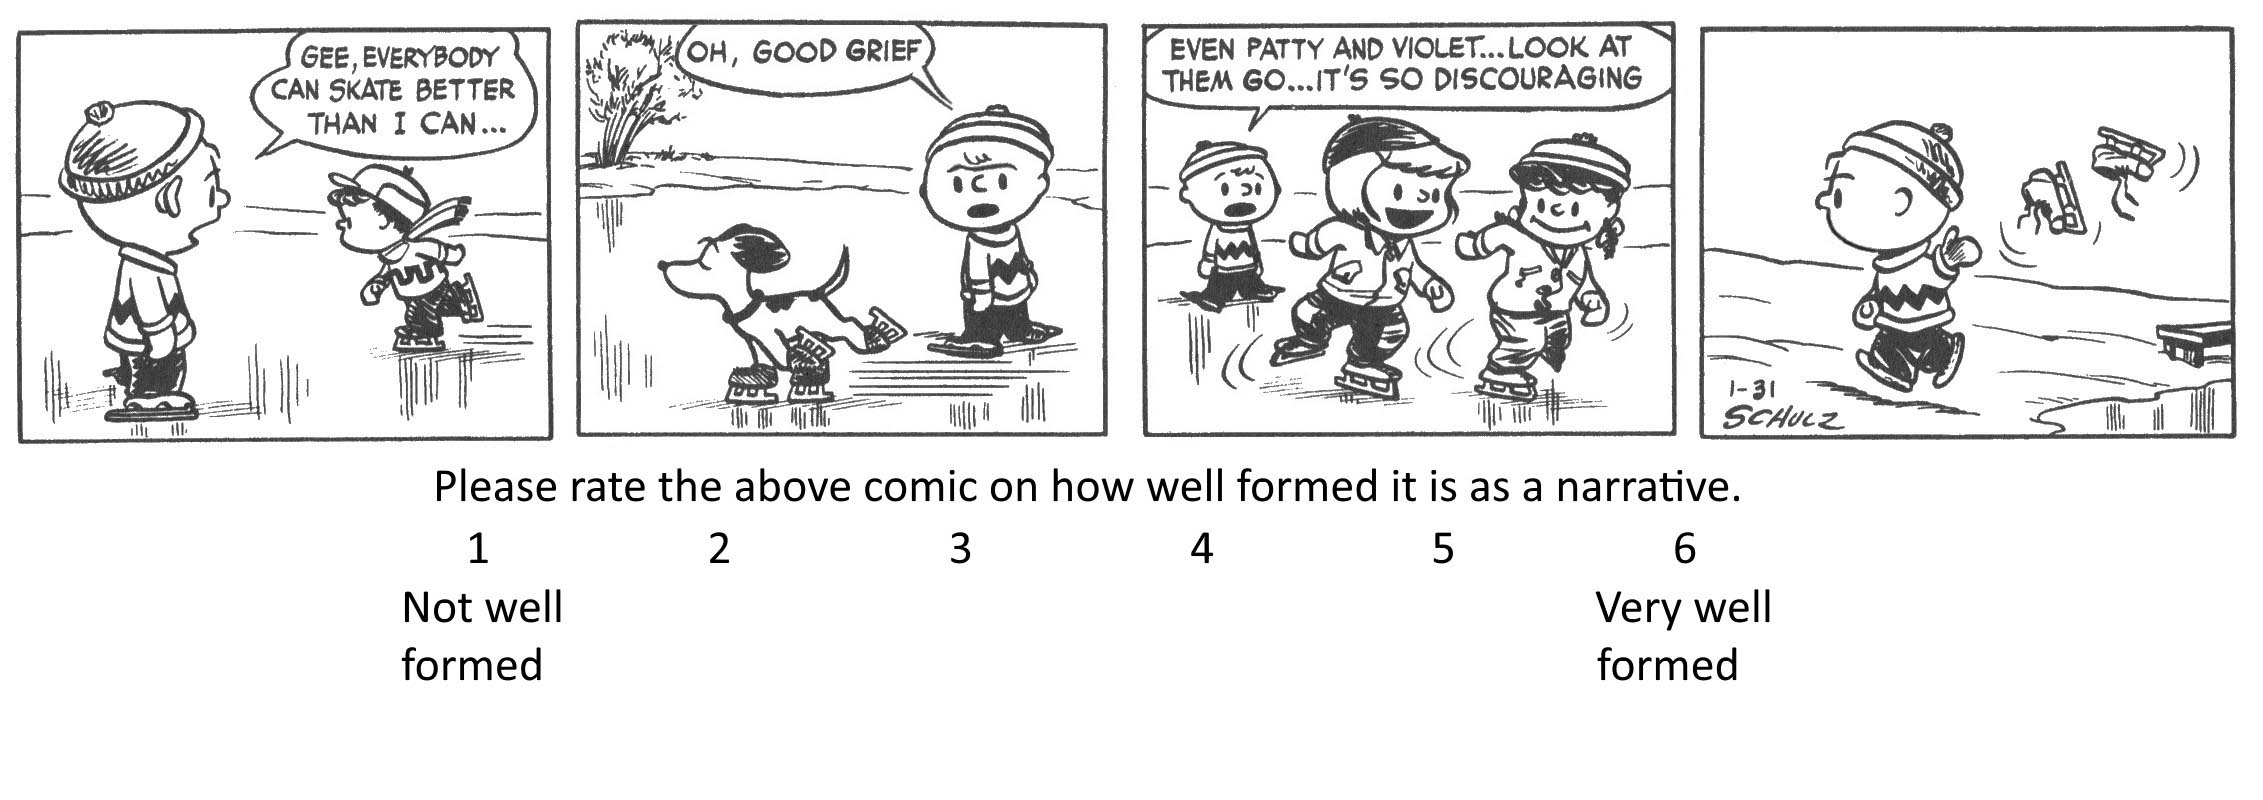 GEE, EVERYBODY
CAN SKATE BETTER
THAN I CAN...
OH, GOOD GRIEF
EVEN PATTY AND VIOLET...LOOK AT
THEM GO...IT'S SO DISCOURAGING
1-31
SCHULZ
Please rate the above comic on how well formed it is as a narrative.
1 2 3 4 5 6
Not well
formed
Very well
formed